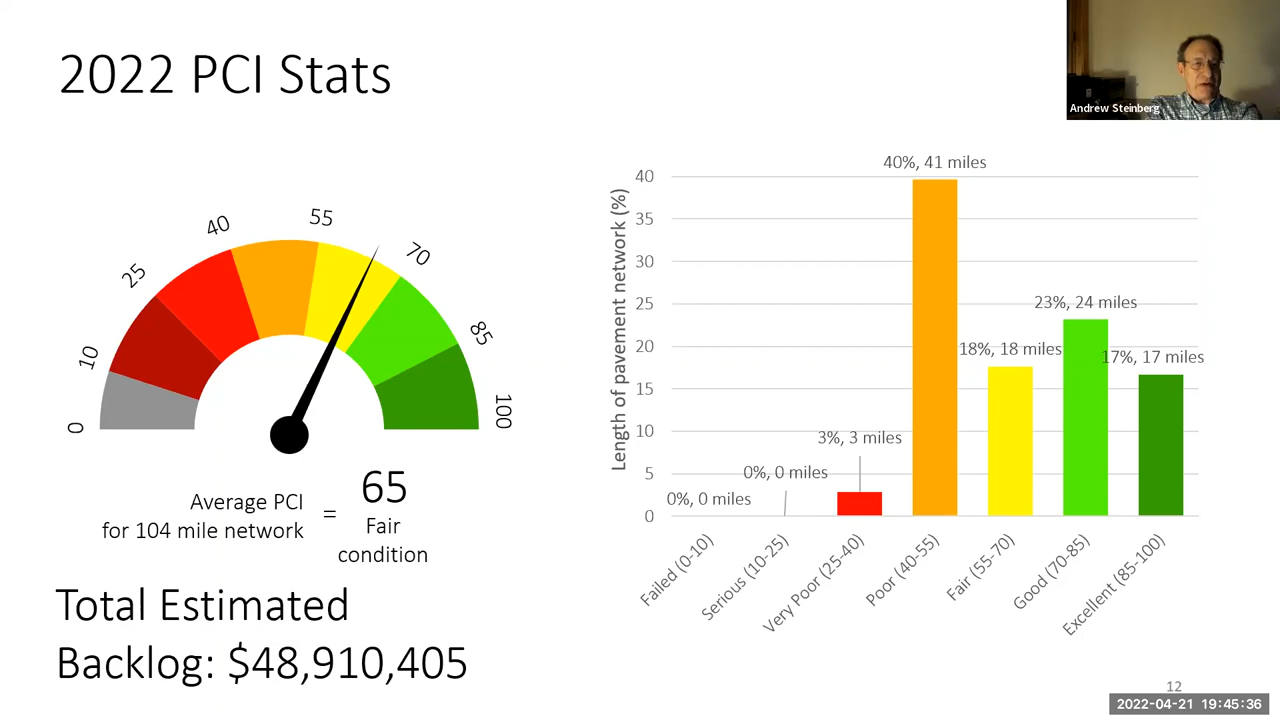 2022 PCI Stats
Andrew Steinberg
0
10
25
40
55
70
85
100
Average PCI
for 104 mile network
=
65
Fair
condition
Total Estimated
Backlog: $48,910,405
Length of pavement network (%)
40
35
30
25
20
15
10
5
0
0%, 0 miles
0%, 0 miles
3%, 3 miles
40%, 41 miles
18%, 18 miles
23%, 24 miles
17%, 17 miles
Failed (0-10)
Serious (10-25)
Very Poor (25-40)
Poor (40-55)
Fair (55-70)
Good (70-85)
Excellent (85-100)
12
2022-04-21 19:45:36